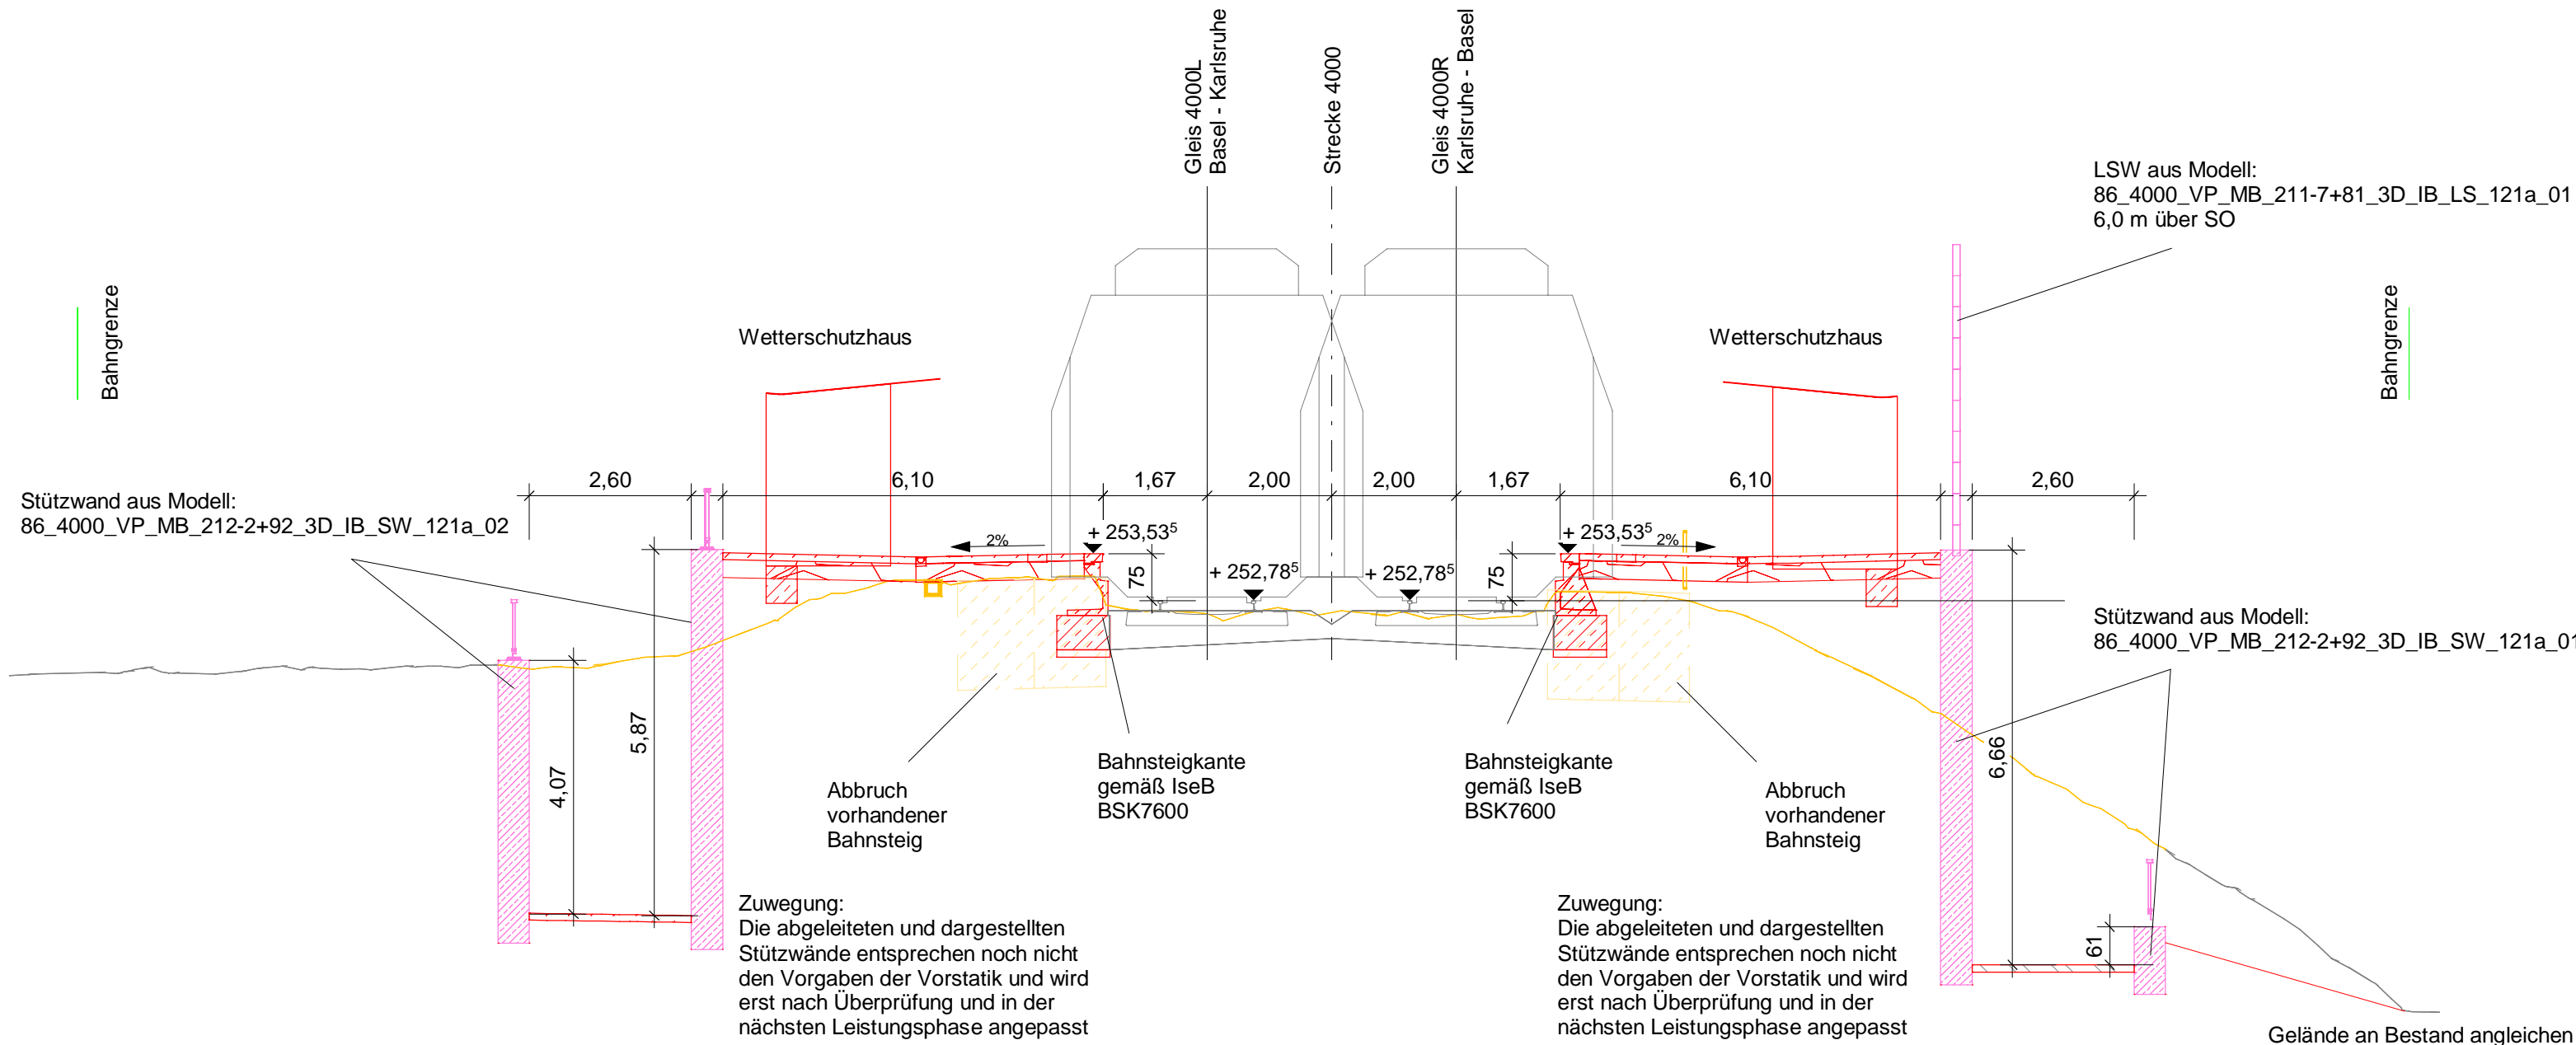 Gleis 4000L
Basel - Karlsruhe
Strecke 4000
Gleis 4000R
Karlsruhe - Basel
LSW aus Modell:
86_4000_VP_MB_211-7+81_3D_IB_LS_121a_01
6,0 m über SO
Bahngrenze
Bahngrenze
Wetterschutzhaus
Wetterschutzhaus
2,60
6,10
1,67
2,00
2,00
1,67
6,10
2,60
Stützwand aus Modell:
86_4000_VP_MB_212-2+92_3D_IB_SW_121a_02
+ 253,53⁵
+ 253,53⁵
2%
2%
75
+ 252,78⁵
+ 252,78⁵
75
Stützwand aus Modell:
86_4000_VP_MB_212-2+92_3D_IB_SW_121a_01
4,07
5,87
6,66
61
Abbruch
vorhandener
Bahnsteig
Bahnsteigkante
gemäß IseB
BSK7600
Bahnsteigkante
gemäß IseB
BSK7600
Abbruch
vorhandener
Bahnsteig
Zuwegung:
Die abgeleiteten und dargestellten
Stützwände entsprechen noch nicht
den Vorgaben der Vorstatik und wird
erst nach Überprüfung und in der
nächsten Leistungsphase angepasst
Zuwegung:
Die abgeleiteten und dargestellten
Stützwände entsprechen noch nicht
den Vorgaben der Vorstatik und wird
erst nach Überprüfung und in der
nächsten Leistungsphase angepasst
Gelände an Bestand angleichen